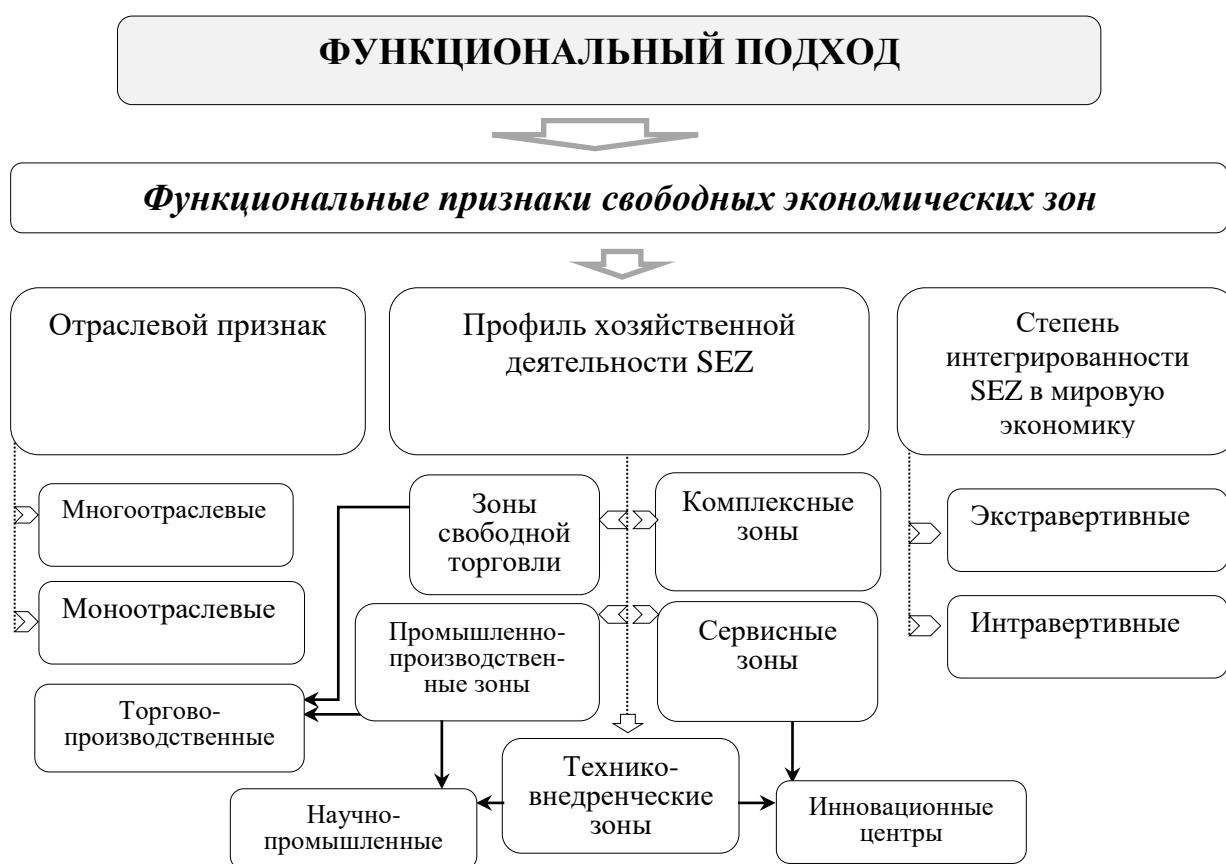 ФУНКЦИОНАЛЬНЫЙ ПОДХОД
Функциональные признаки свободных экономических зон
Отраслевой признак
Профиль хозяйственной
деятельности SEZ
Степень
интегрированности
SEZ в мировую
экономику
Многоотраслевые
Моноотраслевые
Зоны
свободной
торговли
Комплексные
зоны
Экстравертивные
Промышленно-
производствен-
ные зоны
Сервисные
зоны
Интравертивные
Торгово-
производственные
Технико-
внедренческие
зоны
Научно-
промышленные
Инновационные
центры